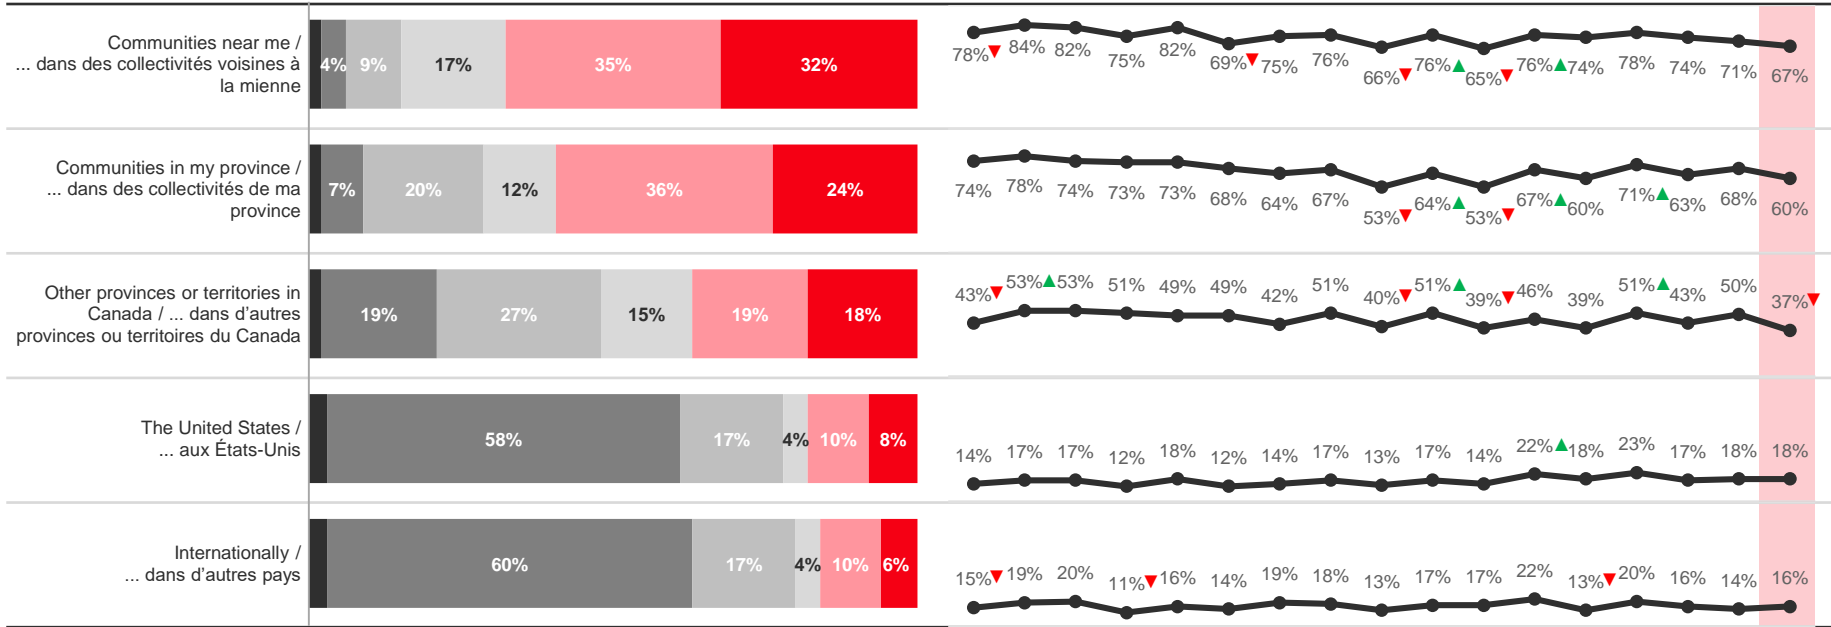 Communities near me /
... dans des collectivités voisines à
la mienne
4% 9% 17% 35% 32%
78% 84% 82% 75% 82% 69% 75% 76% 66% 76% 65% 76% 74% 78% 74% 71% 67%
Communities in my province /
... dans des collectivités de ma
province
7% 20% 12% 36% 24%
74% 78% 74% 73% 73% 68% 64% 67% 53% 64% 53% 67% 60% 71% 63% 68% 60%
Other provinces or territories in
Canada / ... dans d'autres
provinces ou territoires du Canada
19% 27% 15% 19% 18%
43% 53% 53% 51% 49% 49% 42% 51% 40% 51% 39% 46% 39% 51% 43% 50% 37%
The United States /
... aux États-Unis
58% 17% 4% 10% 8%
14% 17% 17% 12% 18% 12% 14% 17% 13% 17% 14% 22% 18% 23% 17% 18% 18%
Internationally /
... dans d'autres pays
60% 17% 4% 10% 6%
15% 19% 20% 11% 16% 14% 19% 18% 13% 17% 17% 22% 13% 20% 16% 14% 16%